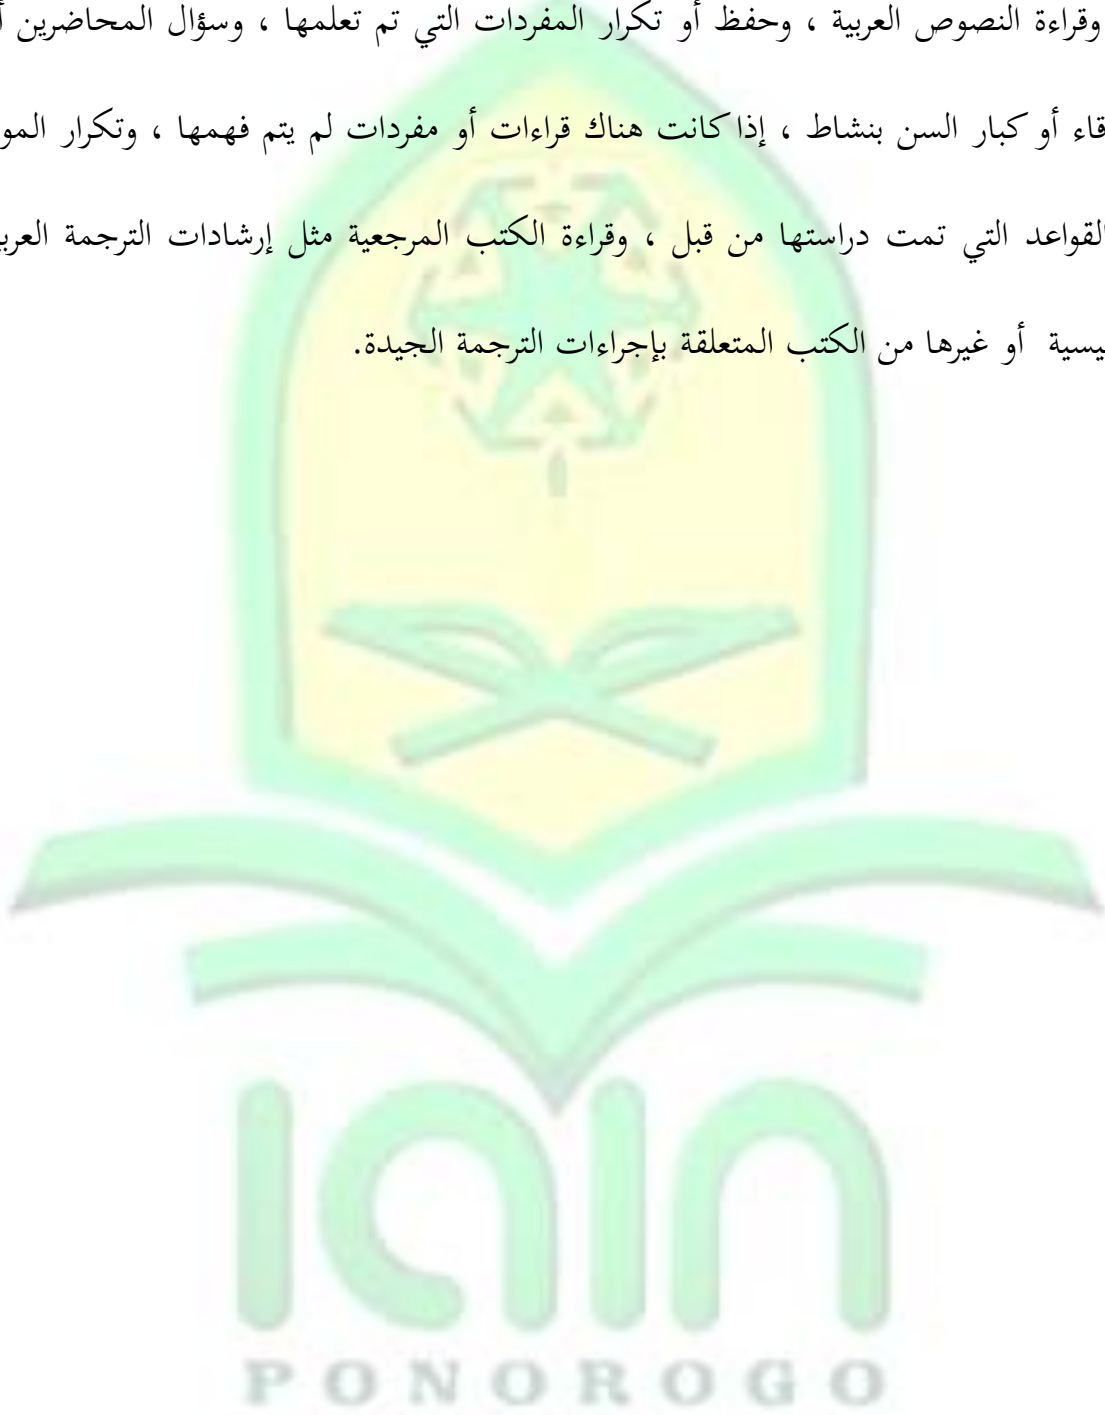 وقراءة النصوص العربية ، وحفظ أو تكرار المفردات التي تم تعلمها ، وسؤال المحاضرين
أو كبار السن بنشاط ، إذا كانت هناك قراءات أو مفردات لم يتم فهمها ، وتكرار
القواعد التي تمت دراستها من قبل ، وقراءة الكتب المرجعية مثل إرشادات الترجمة
أو غيرها من الكتب المتعلقة بإجراءات الترجمة الجيدة.
iain
PONOROGO